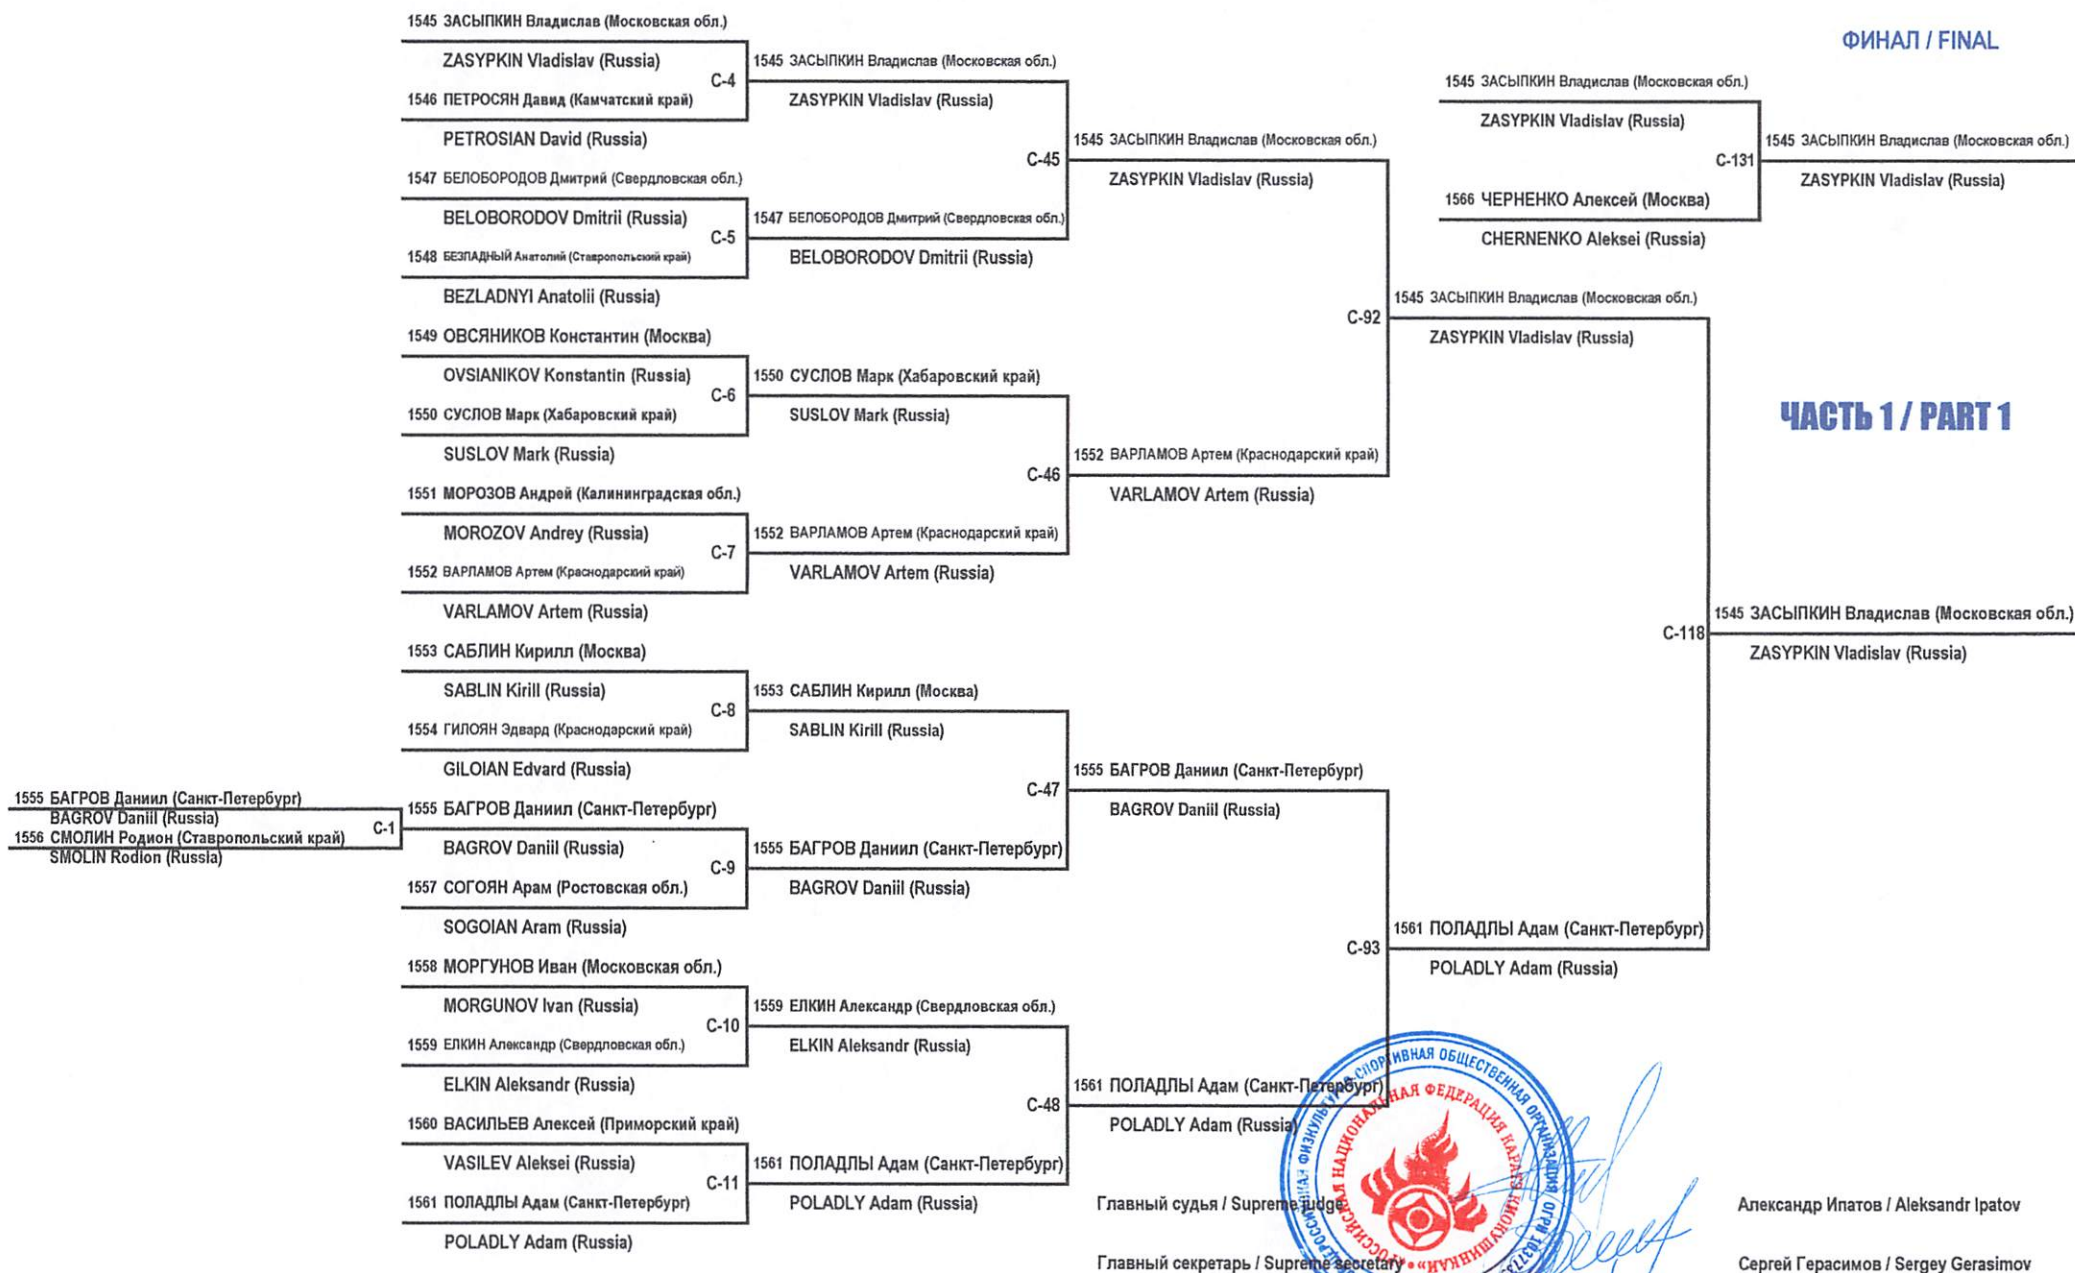 1545 ЗАСЫПКИН Владислав (Московская обл.)
ZASYPKIN Vladislav (Russia)
C-4
1546 ПЕТРОСЯН Давид (Камчатский край)
PETROSIAN David (Russia)
1547 БЕЛОБОРОДОВ Дмитрий (Свердловская обл.)
BELOBORODOV Dmitrii (Russia)
C-5
1548 БЕЗЛАДНЫЙ Анатолий (Ставропольский край)
BEZLADNYI Anatolii (Russia)
1549 ОВСЯНИКОВ Константин (Москва)
OVSIANIKOV Konstantin (Russia)
C-6
1550 СУСЛОВ Марк (Хабаровский край)
SUSLOV Mark (Russia)
1551 МОРОЗОВ Андрей (Калининградская обл.)
MOROZOV Andrey (Russia)
C-7
1552 ВАРЛАМОВ Артем (Краснодарский край)
VARLAMOV Artem (Russia)
1553 САБЛИН Кирилл (Москва)
SABLIN Kirill (Russia)
C-8
1554 ГИЛОЯН Эдвард (Краснодарский край)
GILOIAN Edvard (Russia)
1555 БАГРОВ Даниил (Санкт-Петербург)
BAGROV Daniil (Russia)
C-1
1556 СМОЛИН Родион (Ставропольский край)
SMOLIN Rodion (Russia)
1555 БАГРОВ Даниил (Санкт-Петербург)
BAGROV Daniil (Russia)
C-9
1557 СОГОЯН Арам (Ростовская обл.)
SOGOIAN Aram (Russia)
1558 МОРГУНОВ Иван (Московская обл.)
MORGUNOV Ivan (Russia)
C-10
1559 ЕЛКИН Александр (Свердловская обл.)
ELKIN Aleksandr (Russia)
1560 ВАСИЛЬЕВ Алексей (Приморский край)
VASILEV Aleksei (Russia)
C-11
1561 ПОЛАДЛЫ Адам (Санкт-Петербург)
POLADLY Adam (Russia)
1545 ЗАСЫПКИН Владислав (Московская обл.)
ZASYPKIN Vladislav (Russia)
C-45
1547 БЕЛОБОРОДОВ Дмитрий (Свердловская обл.)
BELOBORODOV Dmitrii (Russia)
1550 СУСЛОВ Марк (Хабаровский край)
SUSLOV Mark (Russia)
C-46
1552 ВАРЛАМОВ Артем (Краснодарский край)
VARLAMOV Artem (Russia)
1553 САБЛИН Кирилл (Москва)
SABLIN Kirill (Russia)
C-47
1555 БАГРОВ Даниил (Санкт-Петербург)
BAGROV Daniil (Russia)
1559 ЕЛКИН Александр (Свердловская обл.)
ELKIN Aleksandr (Russia)
C-48
1561 ПОЛАДЛЫ Адам (Санкт-Петербург)
POLADLY Adam (Russia)
1545 ЗАСЫПКИН Владислав (Московская обл.)
ZASYPKIN Vladislav (Russia)
C-92
1552 ВАРЛАМОВ Артем (Краснодарский край)
VARLAMOV Artem (Russia)
1555 БАГРОВ Даниил (Санкт-Петербург)
BAGROV Daniil (Russia)
C-93
1561 ПОЛАДЛЫ Адам (Санкт-Петербург)
POLADLY Adam (Russia)
1545 ЗАСЫПКИН Владислав (Московская обл.)
ZASYPKIN Vladislav (Russia)
C-118
1561 ПОЛАДЛЫ Адам (Санкт-Петербург)
POLADLY Adam (Russia)
1545 ЗАСЫПКИН Владислав (Московская обл.)
ZASYPKIN Vladislav (Russia)
ФИНАЛ / FINAL
1545 ЗАСЫПКИН Владислав (Московская обл.)
ZASYPKIN Vladislav (Russia)
C-131
1566 ЧЕРНЕНКО Алексей (Москва)
CHERNENKO Aleksei (Russia)
1545 ЗАСЫПКИН Владислав (Московская обл.)
ZASYPKIN Vladislav (Russia)
ЧАСТЬ 1 / PART 1
Главный судья / Supreme judge
Александр Ипатов / Aleksandr Ipatov
Главный секретарь / Supreme secretary
Сергей Герасимов / Sergey Gerasimov
СПОРТИВНАЯ ОБЩЕСТВЕННАЯ ОРГАНИЗАЦИЯ ОГРН
«РОССИЙСКАЯ НАЦИОНАЛЬНАЯ ФЕДЕРАЦИЯ КАРАТЭ КИОКУШИНКАЙ»